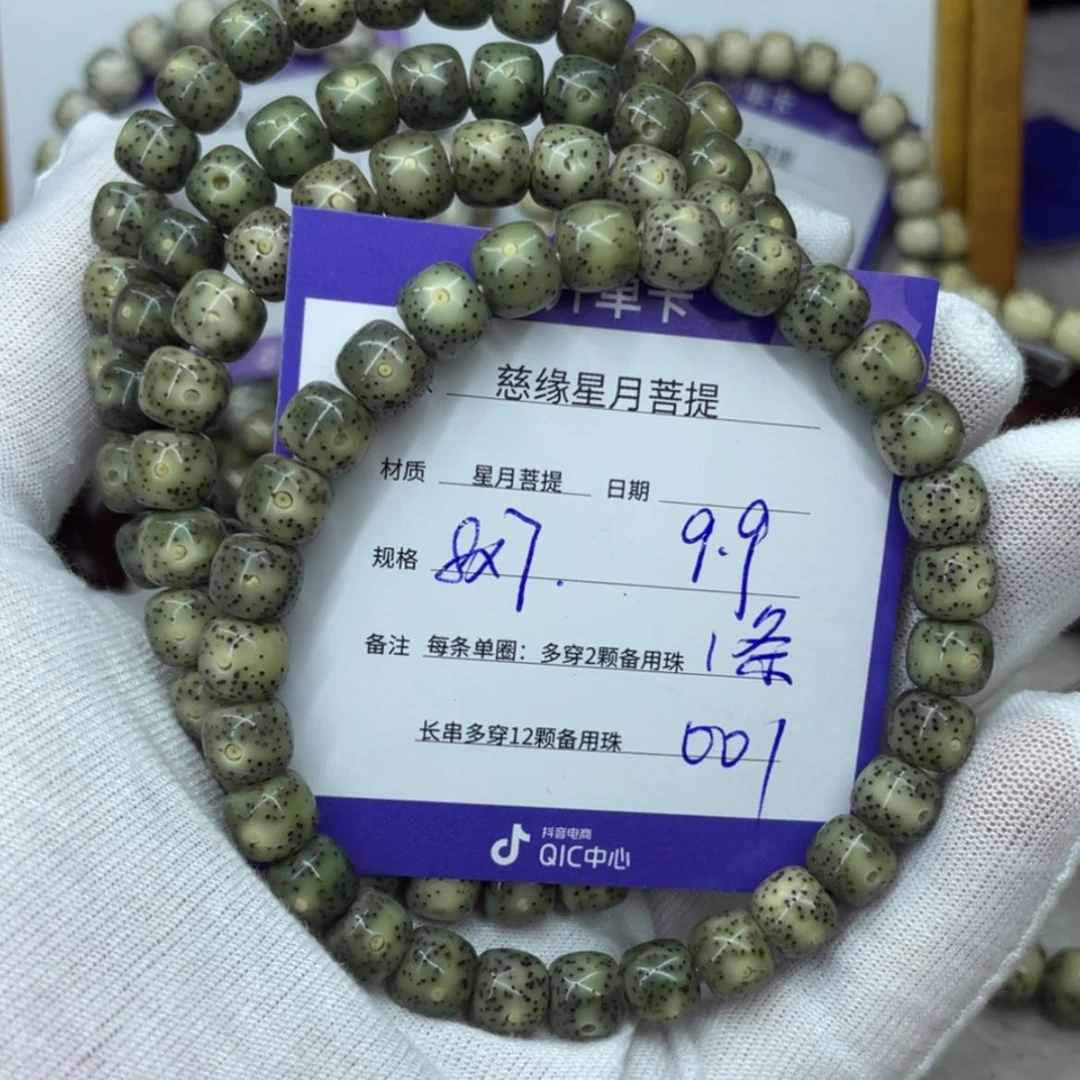 单卡
慈缘星月菩提
材质 星月菩提 日期
规格 8x7. 9.9
备注 每条单圈：多穿2颗备用珠 1条
长串多穿12颗备用珠 001
抖音电商
QIC中心